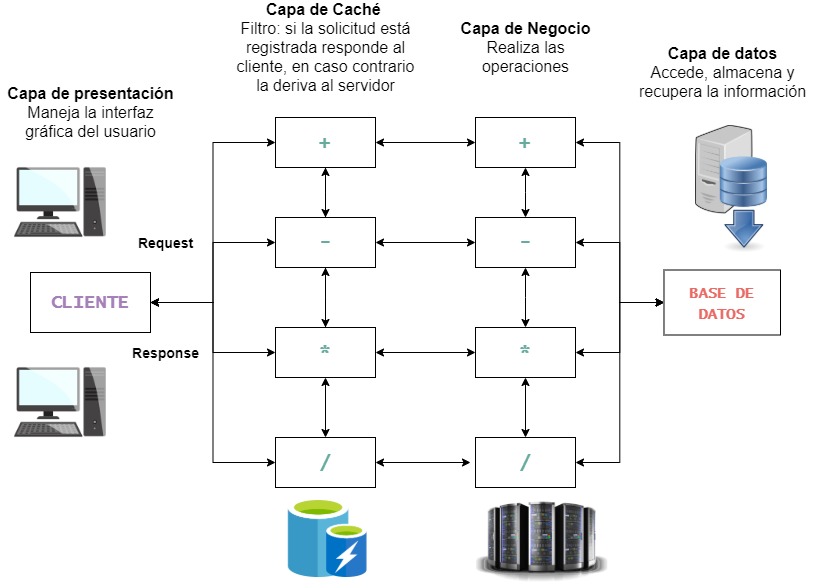 Capa de Caché
Filtro: si la solicitud está
registrada responde al
cliente, en caso contrario
la deriva al servidor
Capa de Negocio
Realiza las
operaciones
Capa de datos
Accede, almacena y
recupera la información
Capa de presentación
Maneja la interfaz
gráfica del usuario
+
+
Request
-
-
CLIENTE
BASE DE
DATOS
Response
*
*
/
/